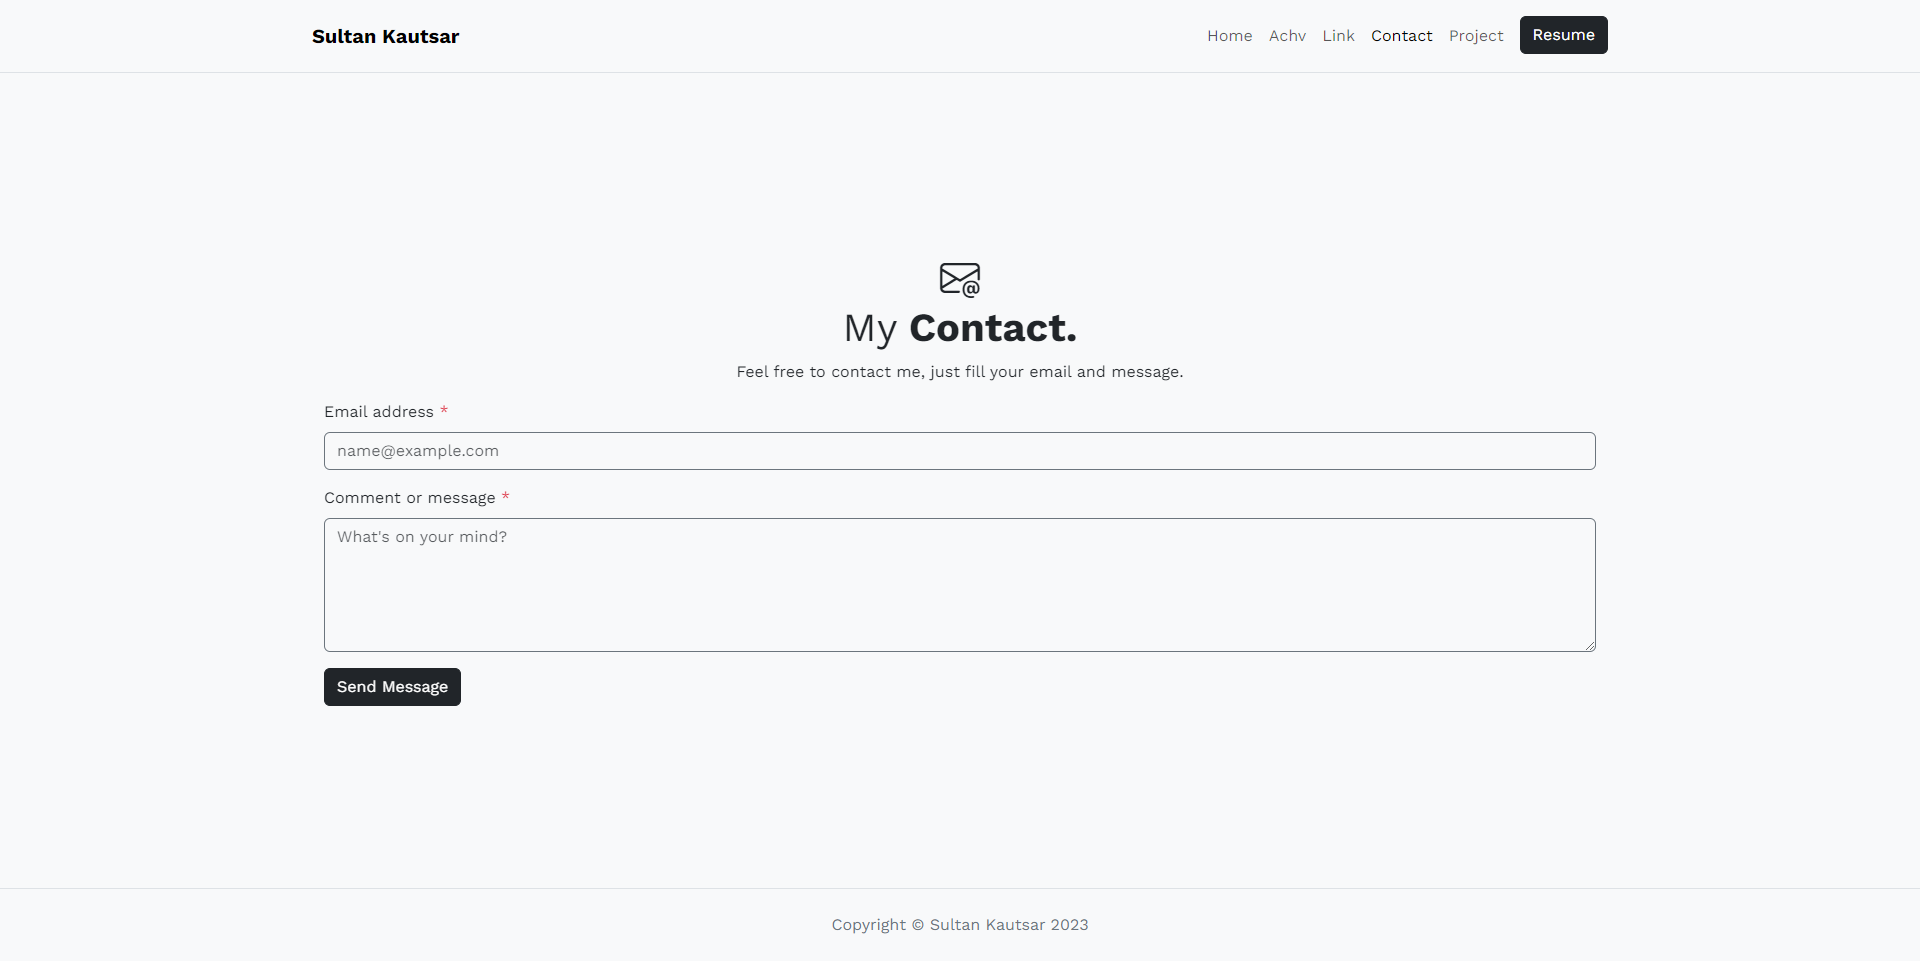 Sultan Kautsar
Home Achv Link Contact Project Resume
My Contact.
Feel free to contact me, just fill your email and message.
Email address *
name@example.com
Comment or message *
What's on your mind?
Send Message
Copyright © Sultan Kautsar 2023